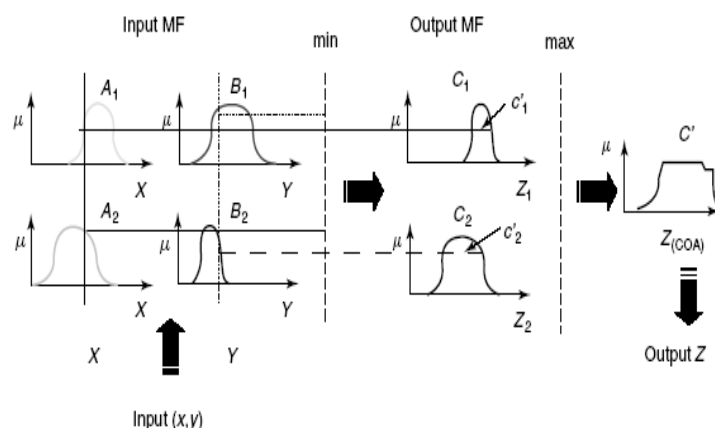 Input MF
min
Output MF
max
μ
A₁
X
μ
B₁
Y
μ
C₁
c'₁
Z₁
μ
C'
Z(COA)
μ
A₂
X
μ
B₂
Y
μ
C₂
c'₂
Z₂
X
Y
Output Z
Input (x,y)